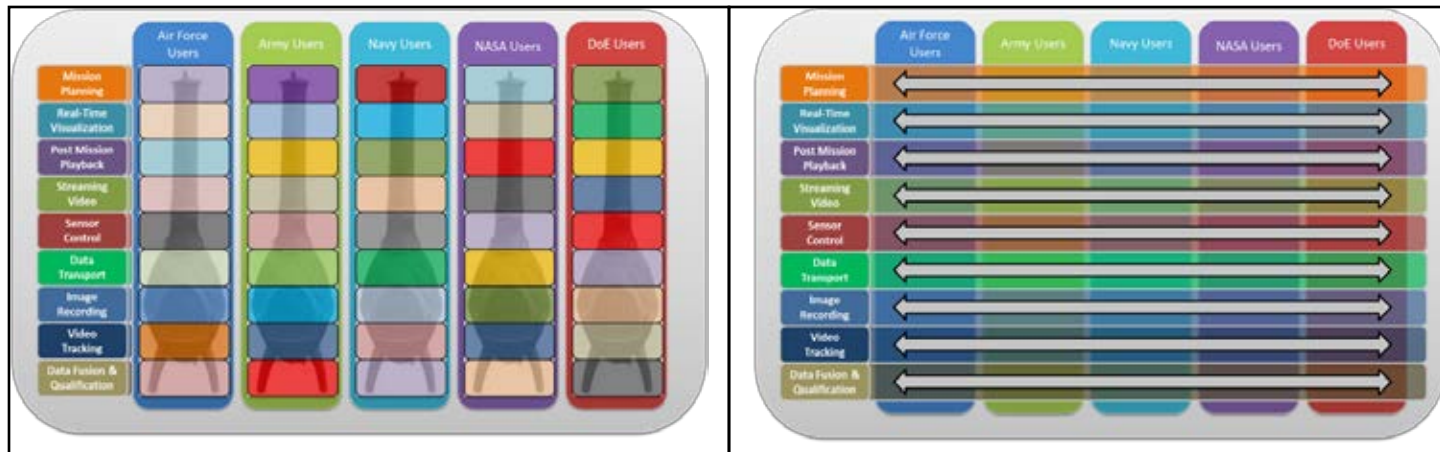 Air Force
Users
Army Users
Navy Users
NASA Users
DoE Users
Mission
Planning
Real-Time
Visualization
Post Mission
Playback
Streaming
Video
Sensor
Control
Data
Transport
Image
Recording
Video
Tracking
Data Fusion &
Qualification
Air Force
Users
Army Users
Navy Users
NASA Users
DoE Users
Mission
Planning
Real-Time
Visualization
Post Mission
Playback
Streaming
Video
Sensor
Control
Data
Transport
Image
Recording
Video
Tracking
Data Fusion &
Qualification